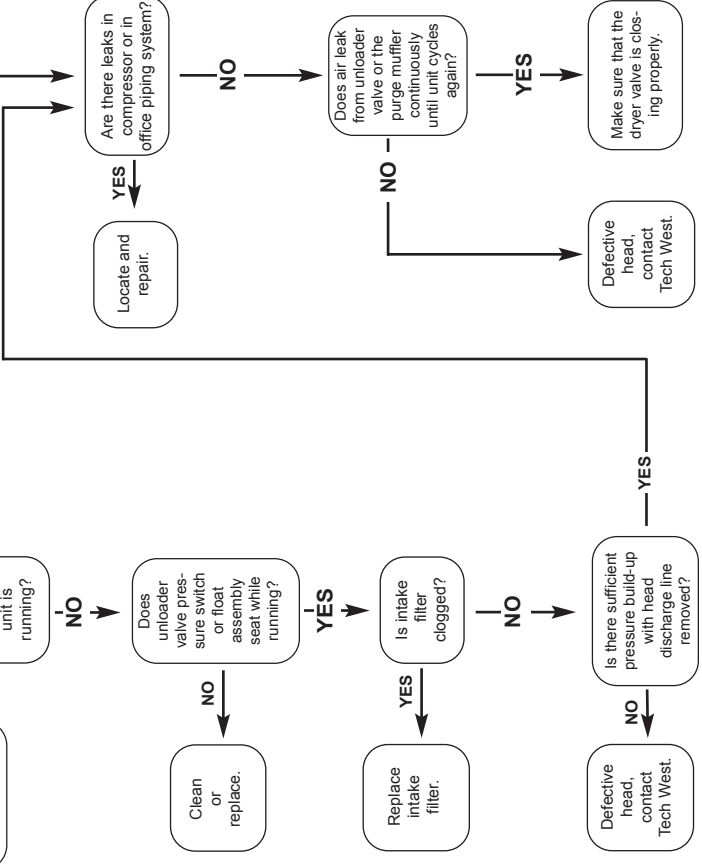 unit is
running?
NO
Does
unloader
valve pres-
sure switch
or float
assembly
seat while
running?
NO
Clean
or
replace.
YES
Is intake
filter
clogged?
YES
Replace
intake
filter.
NO
Is there sufficient
pressure build-up
with head
discharge line
removed?
NO
Defective
head,
contact
Tech West.
YES
Are there leaks in
compressor or in
office piping system?
YES
Locate and
repair.
NO
Does air leak
from unloader
valve or the
purge muffler
continuously
until unit cycles
again?
NO
Defective
head,
contact
Tech West.
YES
Make sure that the
dryer valve is clos-
ing properly.